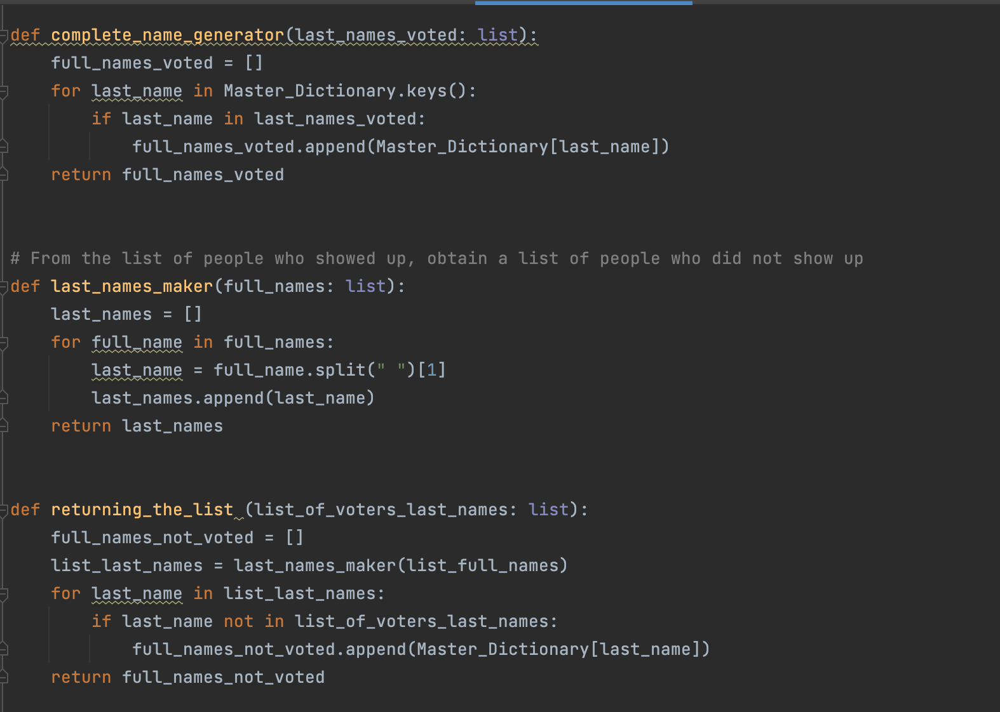 def complete_name_generator(last_names_voted: list):
    full_names_voted = []
    for last_name in Master_Dictionary.keys():
        if last_name in last_names_voted:
            full_names_voted.append(Master_Dictionary[last_name])
    return full_names_voted
# From the list of people who showed up, obtain a list of people who did not show up
def last_names_maker(full_names: list):
    last_names = []
    for full_name in full_names:
        last_name = full_name.split(" ")[1]
        last_names.append(last_name)
    return last_names
def returning_the_list (list_of_voters_last_names: list):
    full_names_not_voted = []
    list_last_names = last_names_maker(list_full_names)
    for last_name in list_last_names:
        if last_name not in list_of_voters_last_names:
            full_names_not_voted.append(Master_Dictionary[last_name])
    return full_names_not_voted